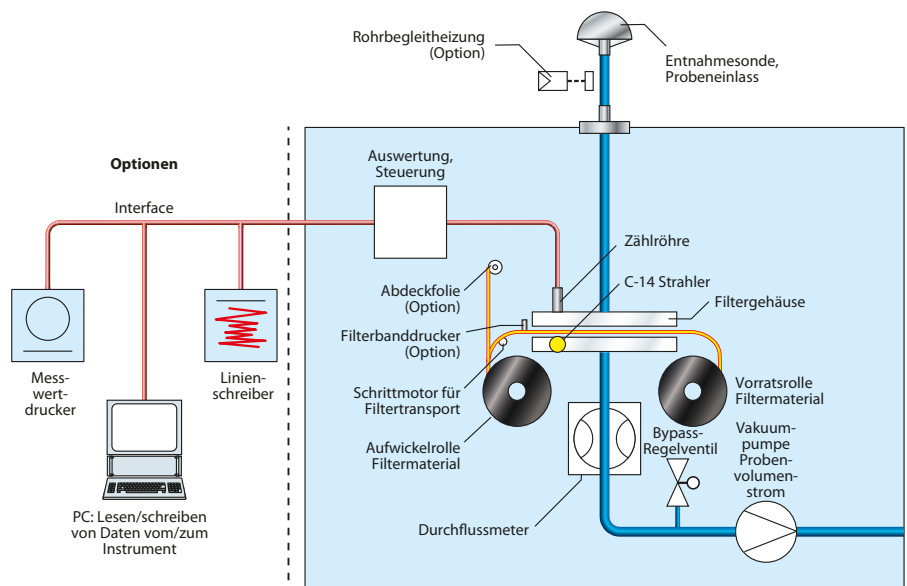 Rohrbegleitheizung
(Option)
Entnahmesonde,
Probeneinlass
Optionen
Auswertung,
Steuerung
Interface
Zählröhre
C-14 Strahler
Abdeckfolie
(Option)
Filtergehäuse
Filterbanddrucker
(Option)
Mess-
wert-
drucker
Linien-
schreiber
Schrittmotor für
Filtertransport
Vorratsrolle
Filtermaterial
Aufwickelrolle
Filtermaterial
Bypass-
Regelventil
Vakuum-
pumpe
Proben-
volumen-
strom
PC: Lesen/schreiben
von Daten vom/zum
Instrument
Durchflussmeter